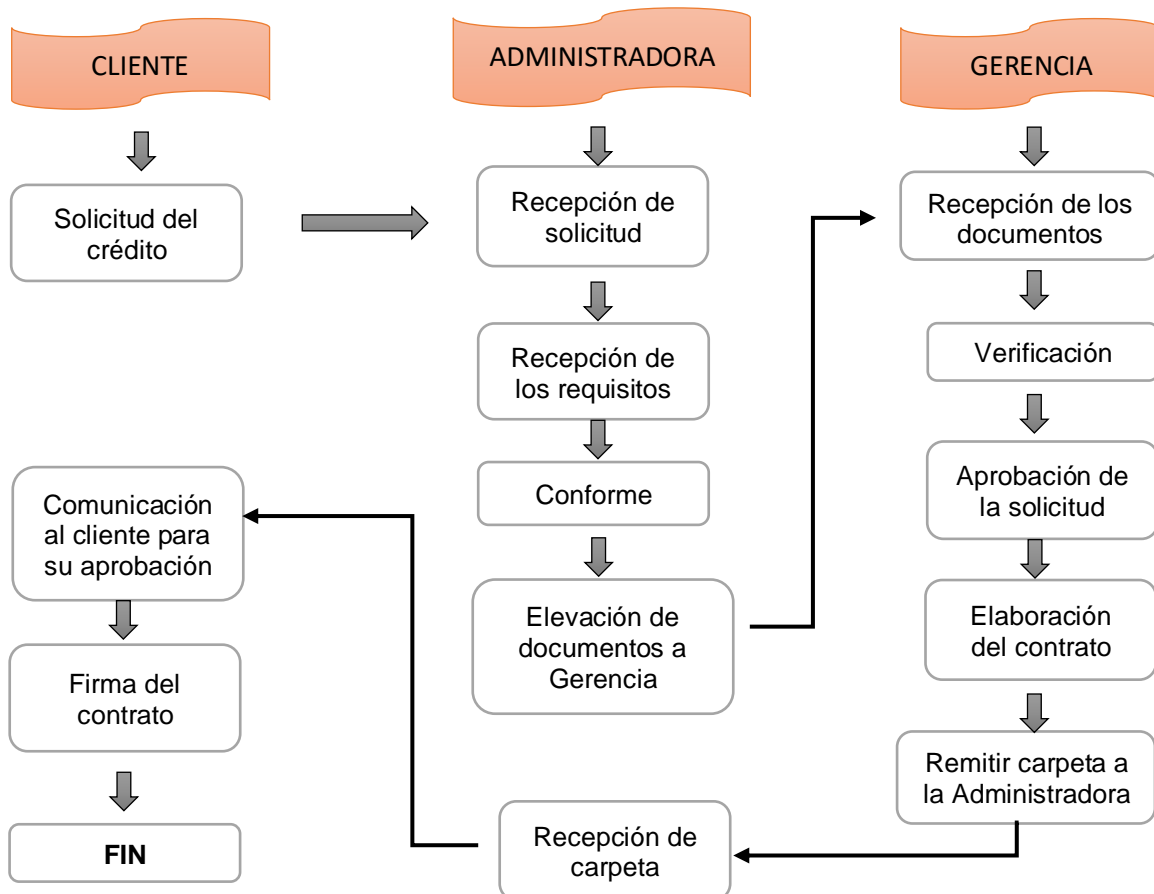 CLIENTE
ADMINISTRADORA
GERENCIA
Solicitud del
crédito
Recepción de
solicitud
Recepción de
los requisitos
Conforme
Elevación de
documentos a
Gerencia
Recepción de los
documentos
Verificación
Aprobación de
la solicitud
Elaboración
del contrato
Remitir carpeta a
la Administradora
Recepción de
carpeta
Comunicación
al cliente para
su aprobación
Firma del
contrato
FIN